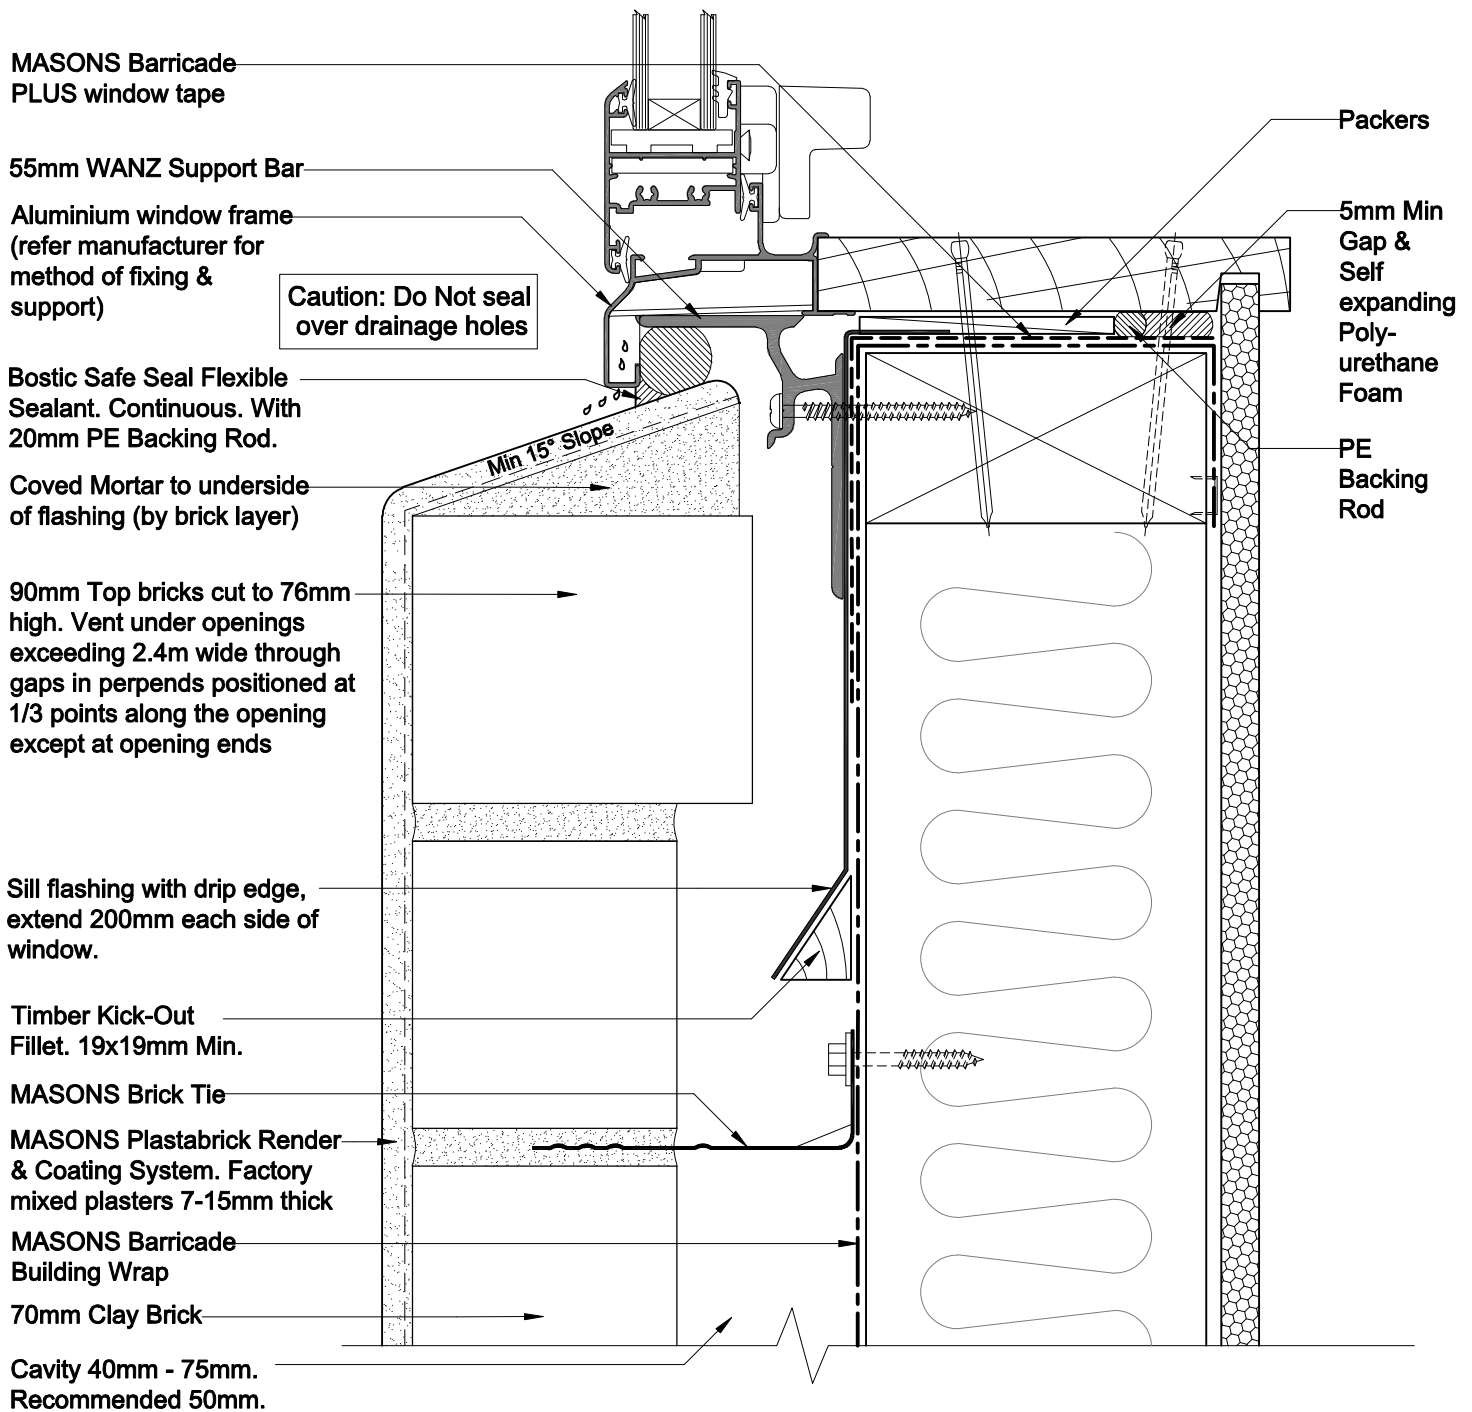 MASONS Barricade
PLUS window tape
55mm WANZ Support Bar
Aluminium window frame
(refer manufacturer for
method of fixing &
support)
Caution: Do Not seal
over drainage holes
Bostic Safe Seal Flexible
Sealant. Continuous. With
20mm PE Backing Rod.
Min 15° Slope
Coved Mortar to underside
of flashing (by brick layer)
90mm Top bricks cut to 76mm
high. Vent under openings
exceeding 2.4m wide through
gaps in perpends positioned at
1/3 points along the opening
except at opening ends
Sill flashing with drip edge,
extend 200mm each side of
window.
Timber Kick-Out
Fillet. 19x19mm Min.
MASONS Brick Tie
MASONS Plastabrick Render
& Coating System. Factory
mixed plasters 7-15mm thick
MASONS Barricade
Building Wrap
70mm Clay Brick
Cavity 40mm - 75mm.
Recommended 50mm.
Packers
5mm Min
Gap &
Self
expanding
Poly-
urethane
Foam
PE
Backing
Rod